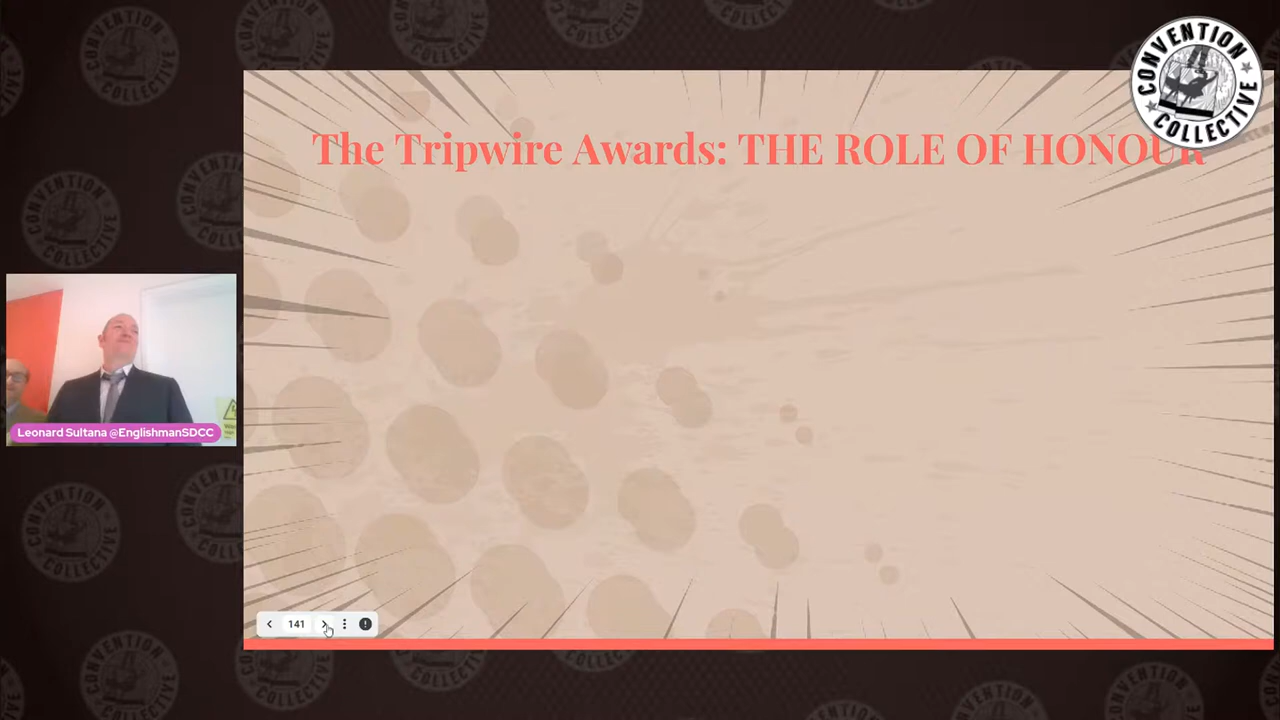 CONVENTION
COLLECTIVE
The Tripwire Awards: THE ROLE OF HONOUR
Leonard Sultana @EnglishmanSDCC
141